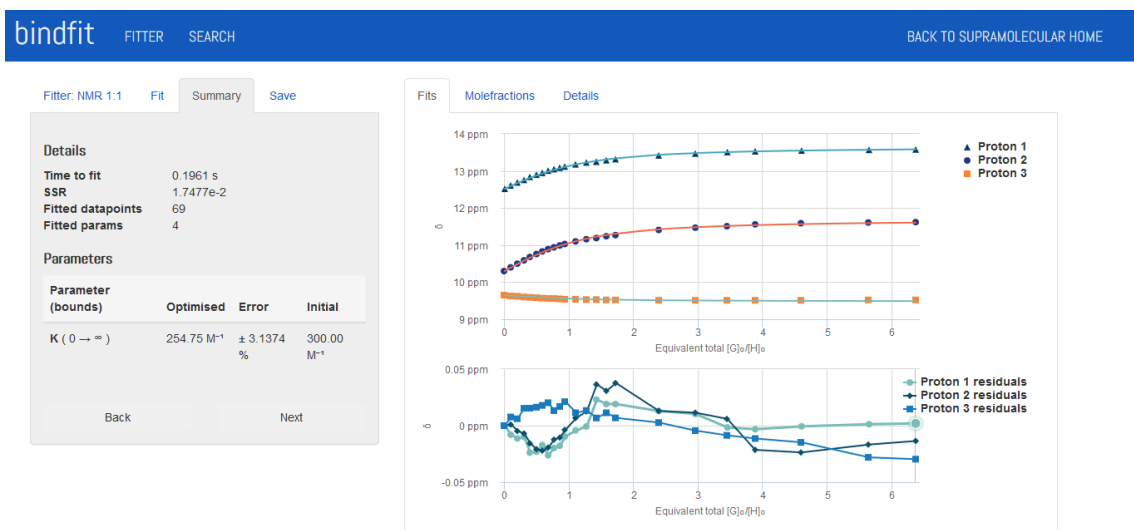 bindfit FITTER SEARCH BACK TO SUPRAMOLECULAR HOME
Fitter: NMR 1:1 Fit Summary Save
Details
Time to fit 0.1961 s
SSR 1.7477e-2
Fitted datapoints 69
Fitted params 4
Parameters
Parameter (bounds) Optimised Error Initial
K ( 0 → ∞ ) 254.75 M⁻¹ ± 3.1374 % 300.00 M⁻¹
Back Next
Fits Molefractions Details
14 ppm
13 ppm
12 ppm
11 ppm
10 ppm
9 ppm
δ
0 1 2 3 4 5 6
Equivalent total [G]₀/[H]₀
Proton 1
Proton 2
Proton 3
0.05 ppm
0 ppm
-0.05 ppm
δ
0 1 2 3 4 5 6
Equivalent total [G]₀/[H]₀
Proton 1 residuals
Proton 2 residuals
Proton 3 residuals